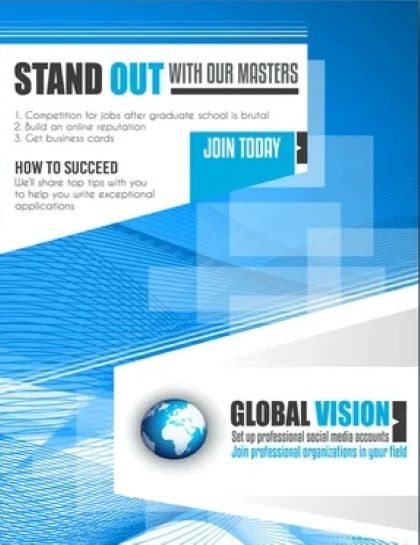 STAND OUT WITH OUR MASTERS
1. Competition for jobs after graduate school is brutal
2. Build an online reputation
3. Get business cards
JOIN TODAY
HOW TO SUCCEED
We'll share top tips with you
to help you write exceptional
applications
GLOBAL VISION
Set up professional social media accounts
Join professional organizations in your field